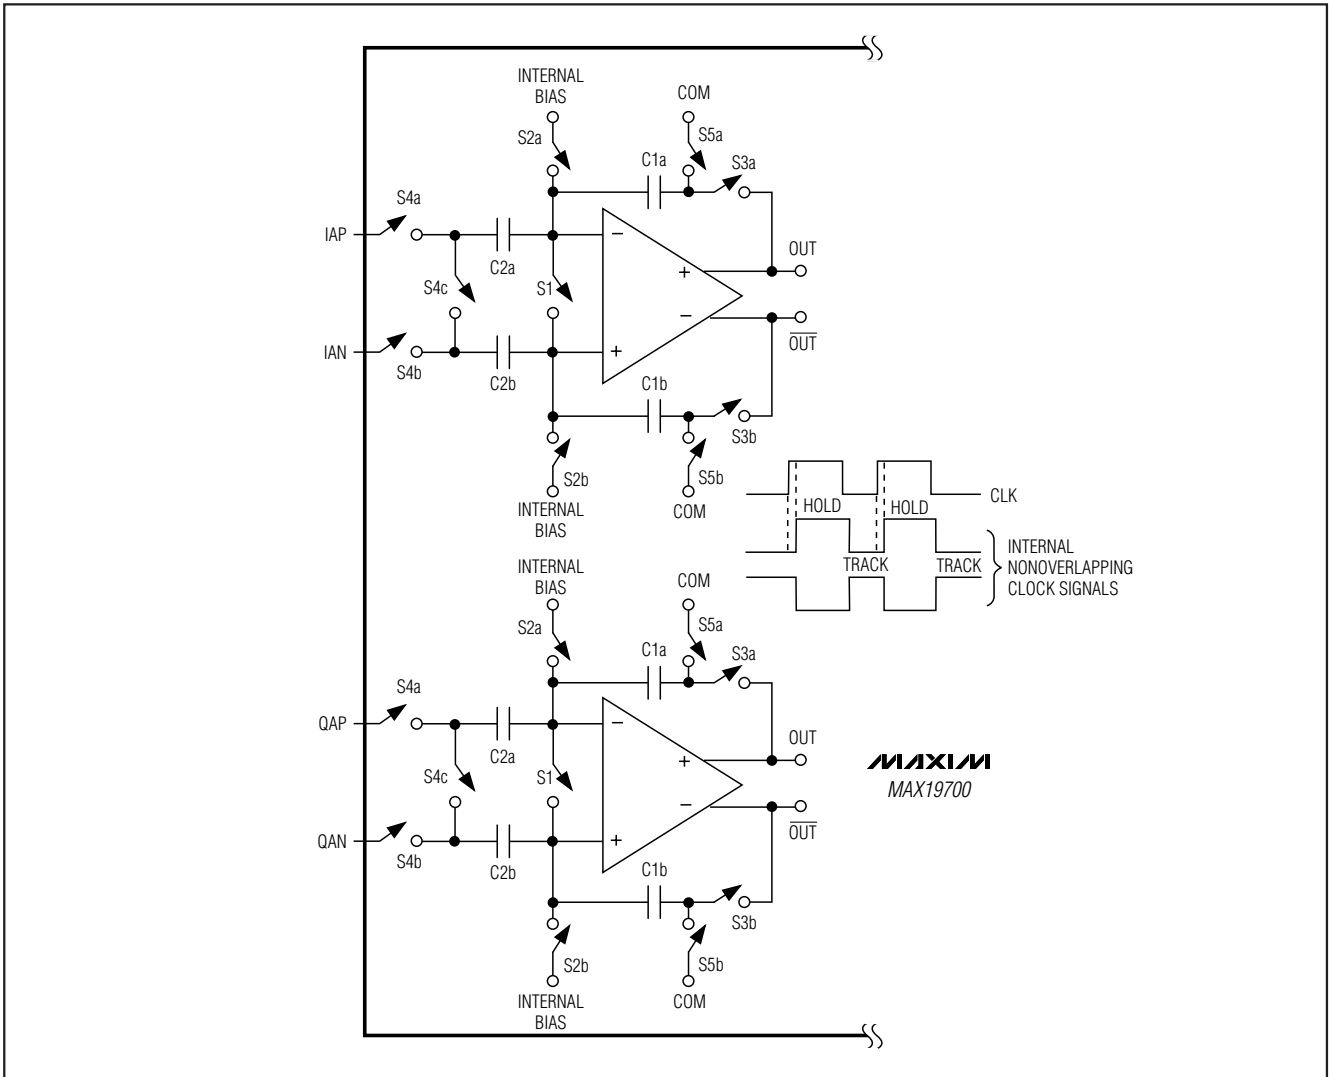 INTERNAL
BIAS
COM
S2a
S5a
C1a
S3a
S4a
IAP
−
OUT
C2a
+
S4c
S1
−
OUT
IAN
+
S4b
C2b
C1b
S3b
S2b
S5b
INTERNAL
BIAS
COM
CLK
HOLD
HOLD
TRACK
TRACK
INTERNAL
NONOVERLAPPING
CLOCK SIGNALS
INTERNAL
BIAS
COM
S2a
S5a
C1a
S3a
S4a
QAP
−
OUT
C2a
+
S4c
S1
−
OUT
QAN
+
S4b
C2b
C1b
S3b
S2b
S5b
INTERNAL
BIAS
COM
MAXIM
MAX19700